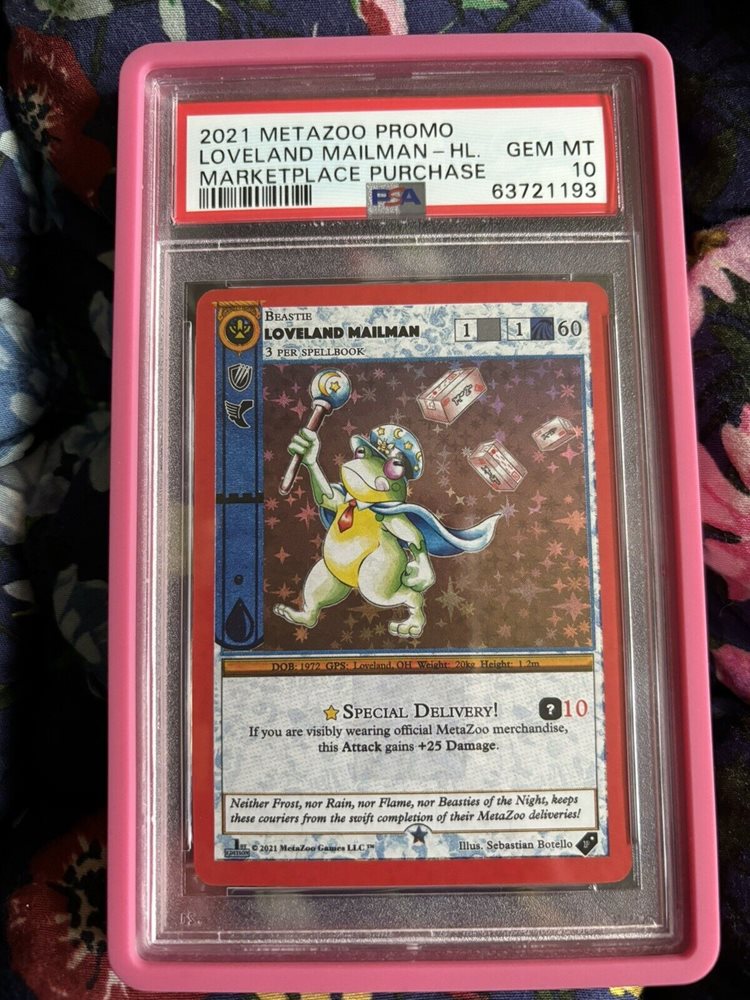 2021 METAZOO PROMO
LOVELAND MAILMAN – HL.
GEM MT
MARKETPLACE PURCHASE
10
PSA
63721193
BEASTIE
LOVELAND MAILMAN
1 1 60
3 PER SPELLBOOK
DOB: 1972 GPS: Loveland, OH Weight: 20kg Height: 1.2m
SPECIAL DELIVERY! ? 10
If you are visibly wearing official MetaZoo merchandise,
this Attack gains +25 Damage.
Neither Frost, nor Rain, nor Flame, nor Beasties of the Night, keeps
these couriers from the swift completion of their MetaZoo deliveries!
1ST EDITION © 2021 MetaZoo Games LLC™ Illus. Sebastian Botello